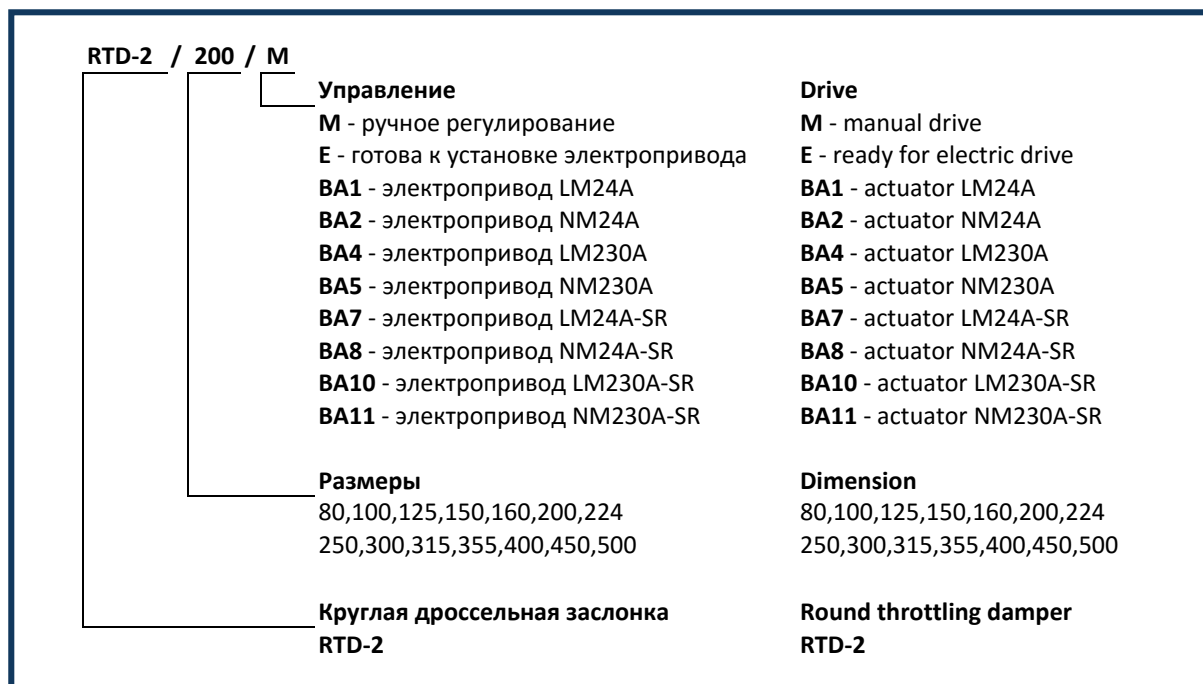 RTD-2 / 200 / M
Управление Drive
М - ручное регулирование M - manual drive
Е - готова к установке электропривода E - ready for electric drive
BA1 - электропривод LM24A BA1 - actuator LM24A
BA2 - электропривод NM24A BA2 - actuator NM24A
BA4 - электропривод LM230A BA4 - actuator LM230A
BA5 - электропривод NM230A BA5 - actuator NM230A
BA7 - электропривод LM24A-SR BA7 - actuator LM24A-SR
BA8 - электропривод NM24A-SR BA8 - actuator NM24A-SR
BA10 - электропривод LM230A-SR BA10 - actuator LM230A-SR
BA11 - электропривод NM230A-SR BA11 - actuator NM230A-SR
Размеры Dimension
80,100,125,150,160,200,224 80,100,125,150,160,200,224
250,300,315,355,400,450,500 250,300,315,355,400,450,500
Круглая дроссельная заслонка Round throttling damper
RTD-2 RTD-2